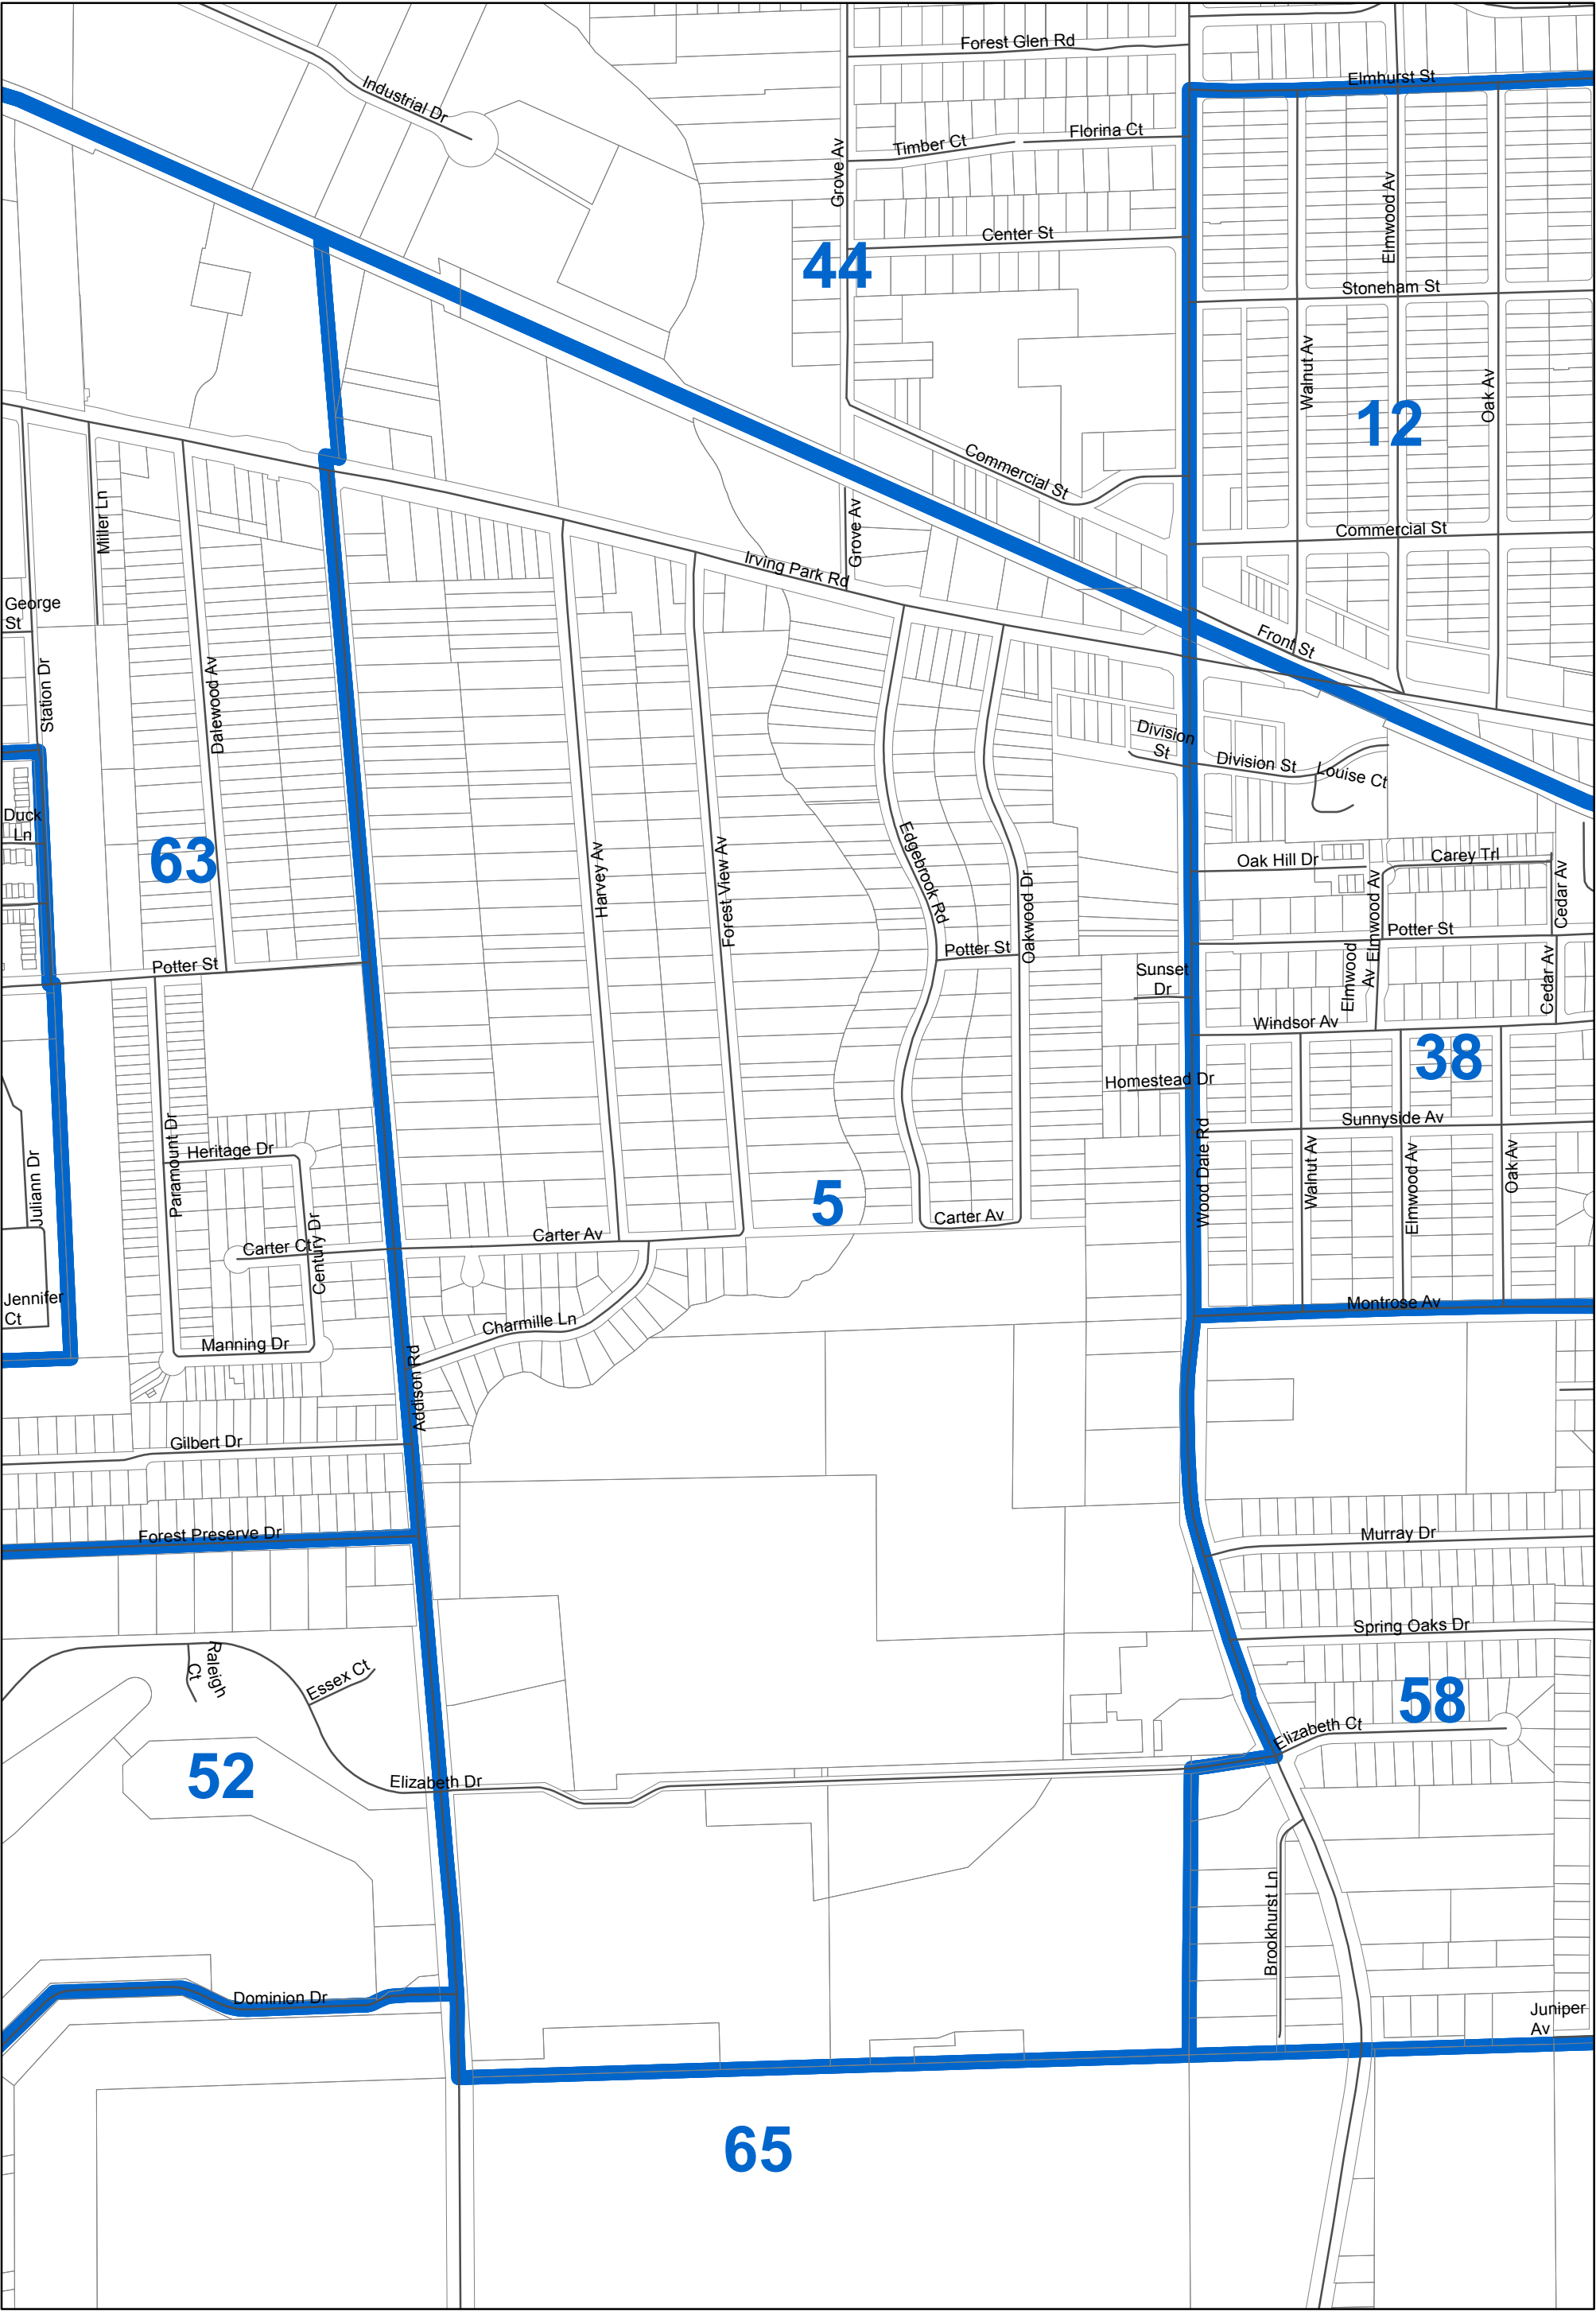 Forest Glen Rd
Elmhurst St
Industrial Dr
Timber Ct
Florina Ct
Grove Av
Elmwood Av
Center St
44
Stoneham St
Walnut Av
Oak Av
12
Commercial St
Miller Ln
Grove Av
Commercial St
Irving Park Rd
George
St
Front St
Station Dr
Dalewood Av
Division
St
Division St
Louise Ct
Duck
Ln
63
Harvey Av
Forest View Av
Edgebrook Rd
Oakwood Dr
Oak Hill Dr
Carey Trl
Elmwood Av
Cedar Av
Potter St
Potter St
Potter St
Sunset
Dr
Elmwood
Av
Cedar Av
Windsor Av
38
Homestead Dr
Paramount Dr
Heritage Dr
Sunnyside Av
Juliann Dr
Wood Dale Rd
Walnut Av
Elmwood Av
Oak Av
5
Carter Av
Carter Av
Carter Ct
Century Dr
Jennifer
Ct
Montrose Av
Charmille Ln
Manning Dr
Addison Rd
Gilbert Dr
Forest Preserve Dr
Murray Dr
Spring Oaks Dr
Raleigh
Ct
Essex Ct
58
Elizabeth Ct
52
Elizabeth Dr
Brookhurst Ln
Dominion Dr
Juniper
Av
65